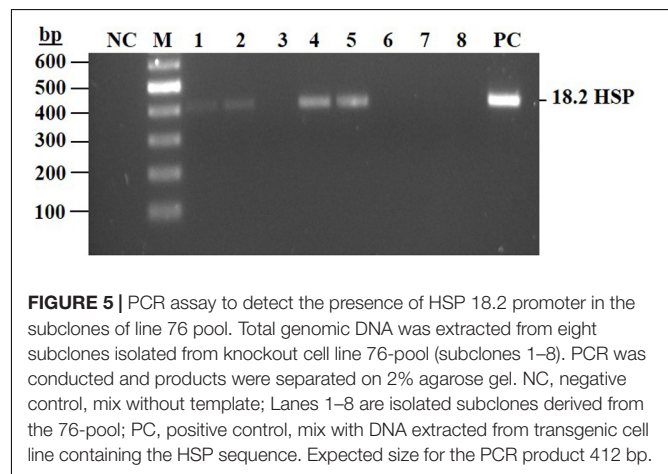 bp NC M 1 2 3 4 5 6 7 8 PC
600
500
400
18.2 HSP
300
200
100
FIGURE 5 | PCR assay to detect the presence of HSP 18.2 promoter in the
subclones of line 76 pool. Total genomic DNA was extracted from eight
subclones isolated from knockout cell line 76-pool (subclones 1–8). PCR was
conducted and products were separated on 2% agarose gel. NC, negative
control, mix without template; Lanes 1–8 are isolated subclones derived from
the 76-pool; PC, positive control, mix with DNA extracted from transgenic cell
line containing the HSP sequence. Expected size for the PCR product 412 bp.